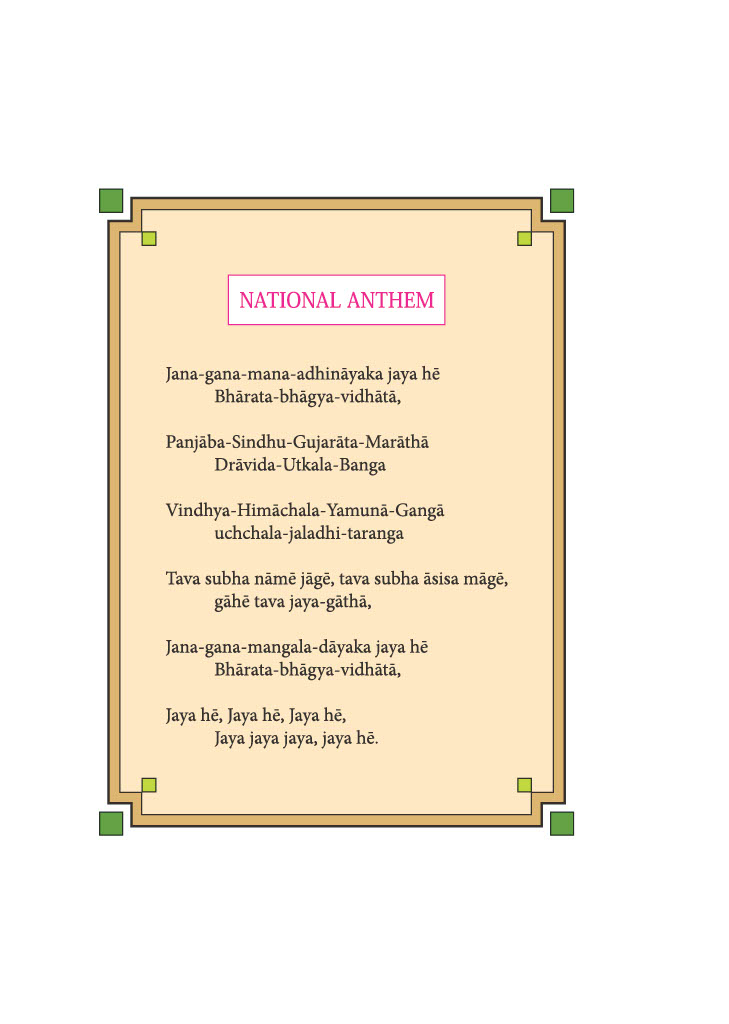 NATIONAL ANTHEM
Jana-gana-mana-adhināyaka jaya hē
Bhārata-bhāgya-vidhātā,
Panjāba-Sindhu-Gujarāta-Marāthā
Drāvida-Utkala-Banga
Vindhya-Himāchala-Yamunā-Gangā
uchchala-jaladhi-taranga
Tava subha nāmē jāgē, tava subha āsisa māgē,
gāhē tava jaya-gāthā,
Jana-gana-mangala-dāyaka jaya hē
Bhārata-bhāgya-vidhātā,
Jaya hē, Jaya hē, Jaya hē,
Jaya jaya jaya, jaya hē.